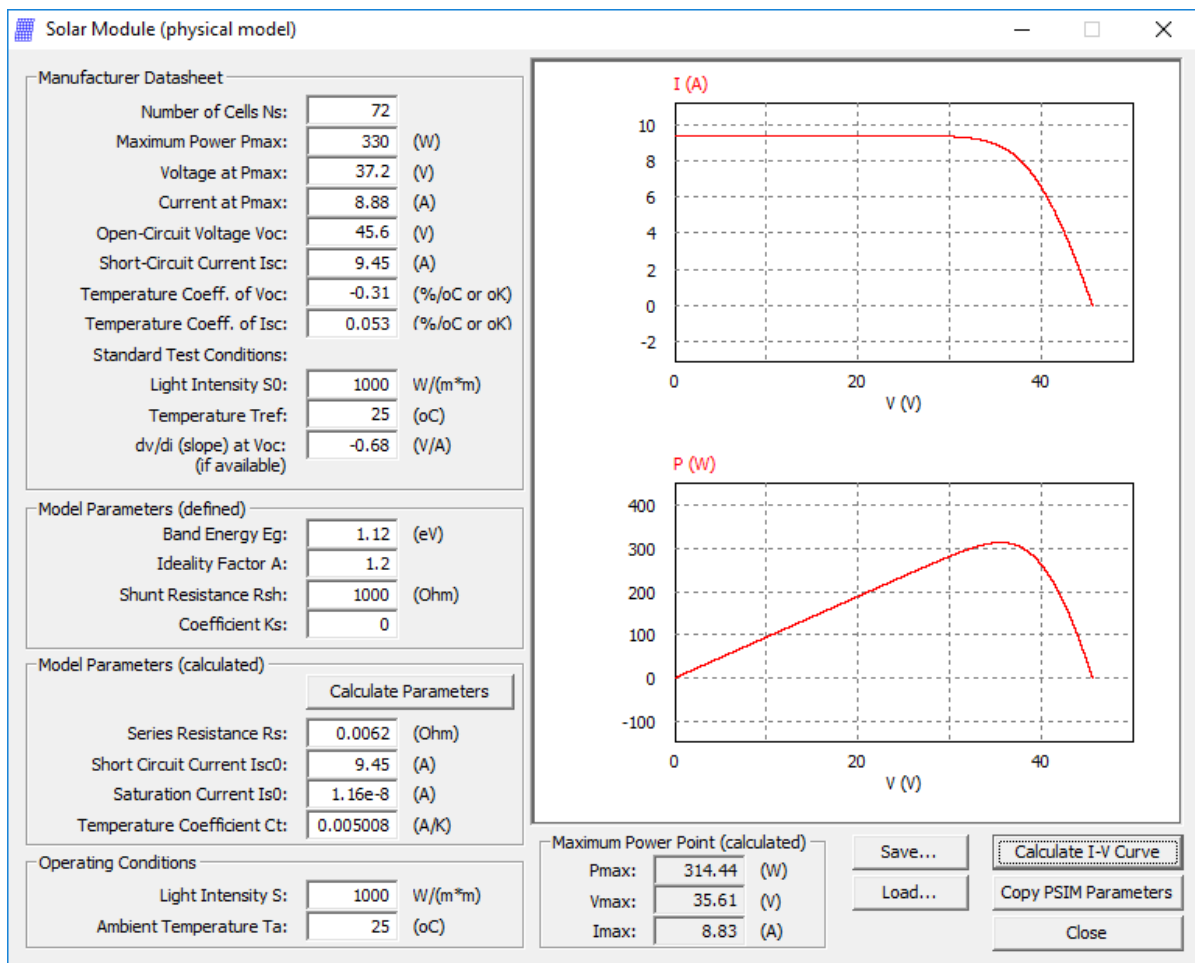 Solar Module (physical model)
Manufacturer Datasheet
Number of Cells Ns: 72
Maximum Power Pmax: 330 (W)
Voltage at Pmax: 37.2 (V)
Current at Pmax: 8.88 (A)
Open-Circuit Voltage Voc: 45.6 (V)
Short-Circuit Current Isc: 9.45 (A)
Temperature Coeff. of Voc: -0.31 (%/oC or oK)
Temperature Coeff. of Isc: 0.053 (%/oC or oK)
Standard Test Conditions:
Light Intensity S0: 1000 W/(m*m)
Temperature Tref: 25 (oC)
dv/di (slope) at Voc: -0.68 (V/A)
(if available)
Model Parameters (defined)
Band Energy Eg: 1.12 (eV)
Ideality Factor A: 1.2
Shunt Resistance Rsh: 1000 (Ohm)
Coefficient Ks: 0
Model Parameters (calculated)
Calculate Parameters
Series Resistance Rs: 0.0062 (Ohm)
Short Circuit Current Isc0: 9.45 (A)
Saturation Current Is0: 1.16e-8 (A)
Temperature Coefficient Ct: 0.005008 (A/K)
Operating Conditions
Light Intensity S: 1000 W/(m*m)
Ambient Temperature Ta: 25 (oC)
I (A)
10
8
6
4
2
0
-2
0 20 40
V (V)
P (W)
400
300
200
100
0
-100
0 20 40
V (V)
Maximum Power Point (calculated)
Pmax: 314.44 (W)
Vmax: 35.61 (V)
Imax: 8.83 (A)
Save...
Load...
Calculate I-V Curve
Copy PSIM Parameters
Close